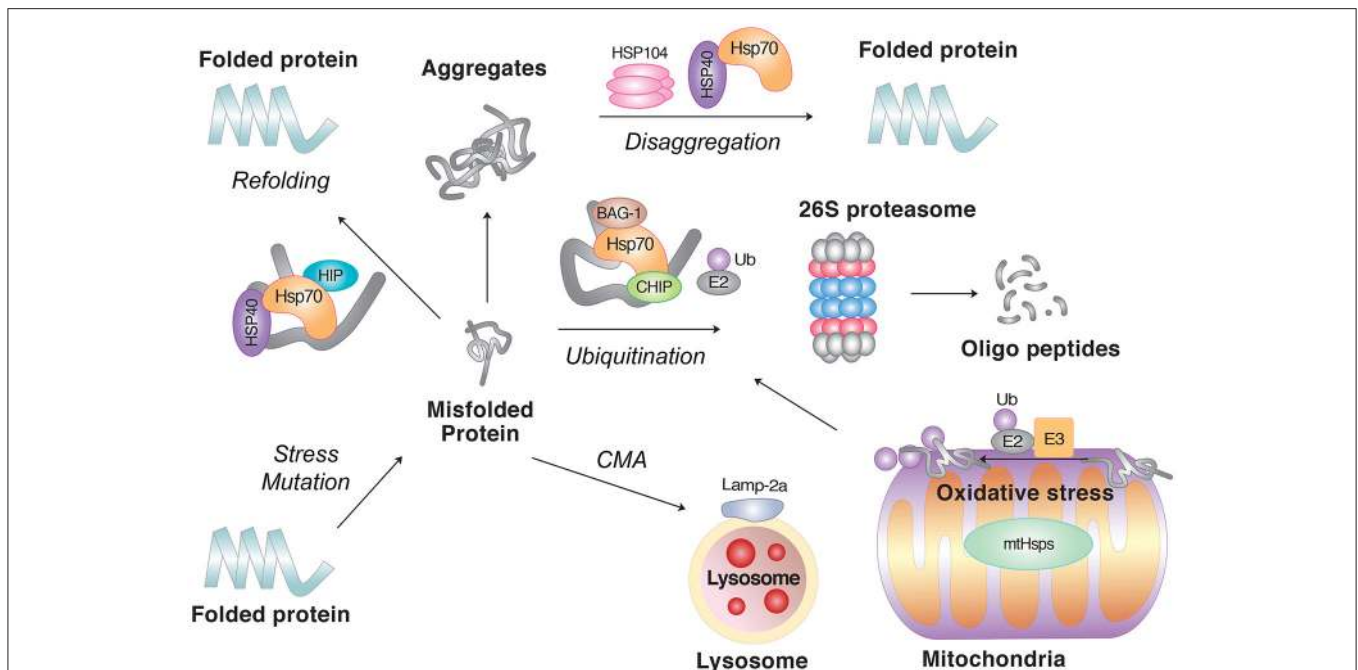 Folded protein
Refolding
Aggregates
HSP104
HSP40
Hsp70
Disaggregation
Folded protein
HSP40
Hsp70
HIP
BAG-1
Hsp70
CHIP
Ub
E2
Ubiquitination
26S proteasome
Oligo peptides
Misfolded
Protein
Stress
Mutation
Folded protein
CMA
Lamp-2a
Lysosome
Lysosome
Ub
E2
E3
Oxidative stress
mtHsps
Mitochondria